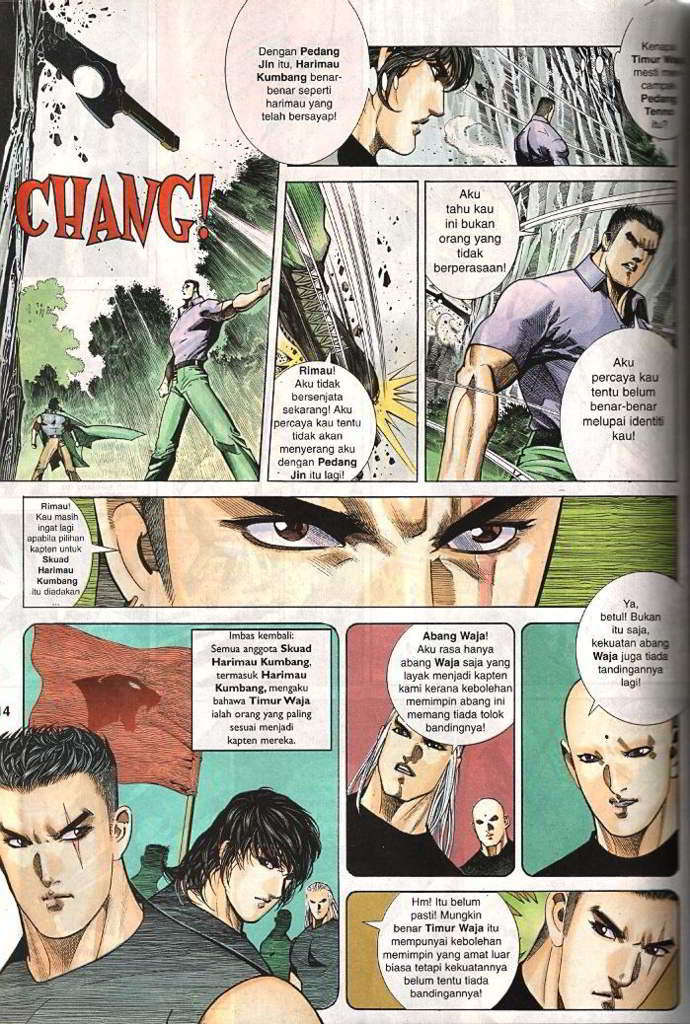 Dengan Pedang
Jin itu, Harimau
Kumbang benar-
benar seperti
harimau yang
telah bersayap!
Timur
mesti
Pedang
itu?
CHANG!
Rimau!
Aku tidak
bersenjata
sekarang! Aku
percaya kau tentu
tidak akan
menyerang aku
dengan Pedang
Jin itu lagi!
Aku
tahu kau
ini bukan
orang yang
tidak
berperasaan!
Aku
percaya kau
tentu belum
benar-benar
melupai identiti
kau!
Rimau!
Kau masih
ingat lagi
apabila pilihan
kapten untuk
Skuad
Harimau
Kumbang
itu diadakan
...
Imbas kembali:
Semua anggota Skuad
Harimau Kumbang,
termasuk Harimau
Kumbang, mengaku
bahawa Timur Waja
ialah orang yang paling
sesuai menjadi
kapten mereka.
Abang Waja!
Aku rasa hanya
abang Waja saja yang
layak menjadi kapten
kami kerana kebolehan
memimpin abang ini
memang tiada tolok
bandingnya!
Ya,
betul! Bukan
itu saja,
kekuatan abang
Waja juga tiada
tandingannya
lagi!
Hm! Itu belum
pasti! Mungkin
benar Timur Waja itu
mempunyai kebolehan
memimpin yang amat luar
biasa tetapi kekuatannya
belum tentu tiada
bandingannya!
14